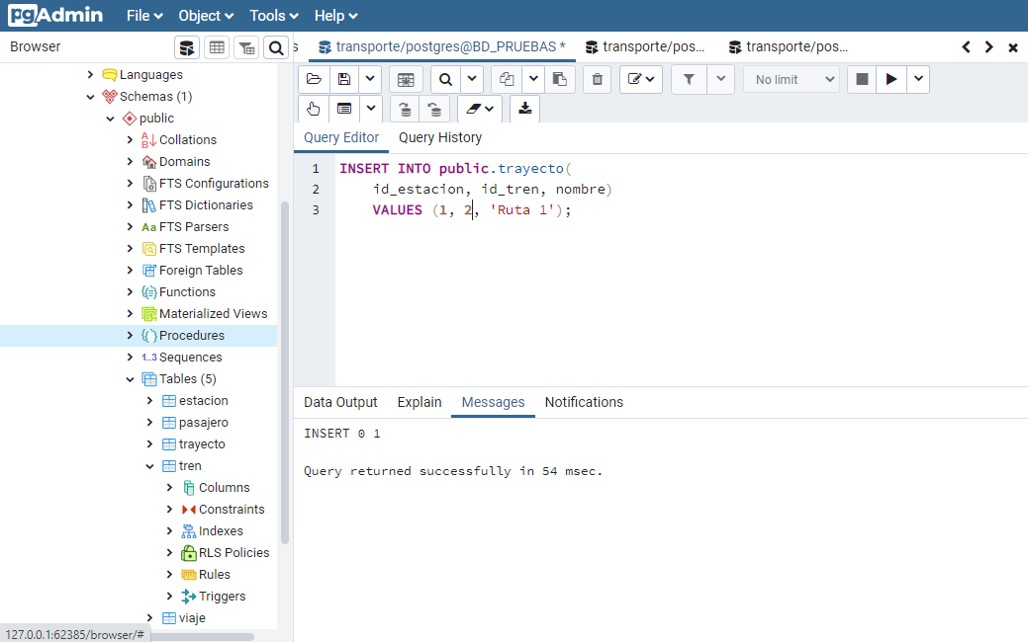 pgAdmin File Object Tools Help
Browser
s transporte/postgres@BD_PRUEBAS * transporte/pos... transporte/pos...
No limit
Query Editor Query History
1 INSERT INTO public.trayecto(
2 id_estacion, id_tren, nombre)
3 VALUES (1, 2, 'Ruta 1');
Languages
Schemas (1)
public
Collations
Domains
FTS Configurations
FTS Dictionaries
Aa FTS Parsers
FTS Templates
Foreign Tables
Functions
Materialized Views
Procedures
1..3 Sequences
Tables (5)
estacion
pasajero
trayecto
tren
Columns
Constraints
Indexes
RLS Policies
Rules
Triggers
viaje
127.0.0.1:62385/browser/#
Data Output Explain Messages Notifications
INSERT 0 1
Query returned successfully in 54 msec.